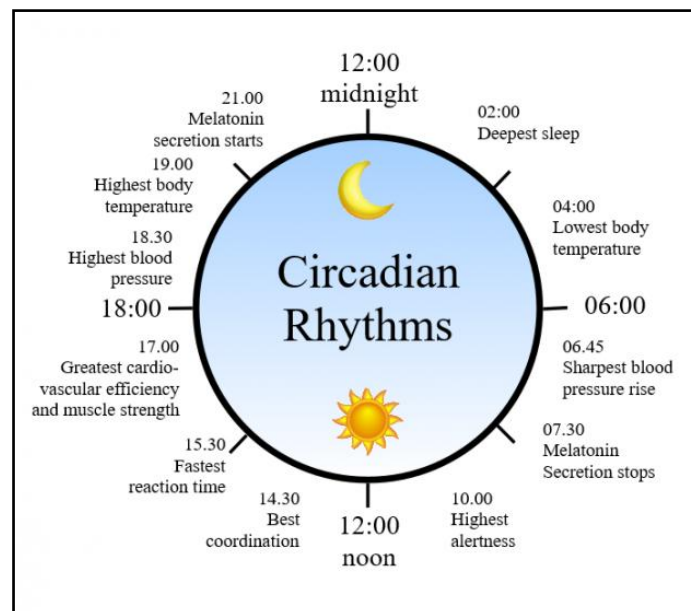 12:00
midnight
02:00
Deepest sleep
04:00
Lowest body
temperature
06:00
06.45
Sharpest blood
pressure rise
07.30
Melatonin
Secretion stops
10.00
Highest
alertness
12:00
noon
14.30
Best
coordination
15.30
Fastest
reaction time
17.00
Greatest cardio-
vascular efficiency
and muscle strength
18:00
18.30
Highest blood
pressure
19.00
Highest body
temperature
21.00
Melatonin
secretion starts
Circadian
Rhythms